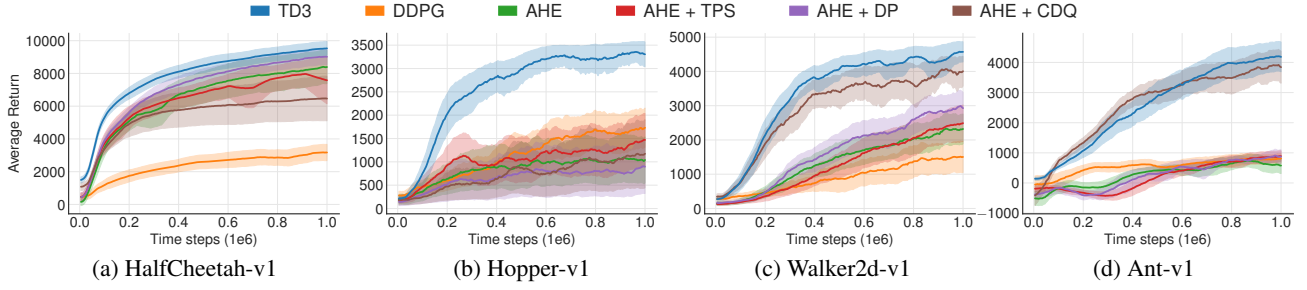 TD3 DDPG AHE AHE + TPS AHE + DP AHE + CDQ
Average Return
10000
8000
6000
4000
2000
0
0.0 0.2 0.4 0.6 0.8 1.0
Time steps (1e6)
(a) HalfCheetah-v1
3500
3000
2500
2000
1500
1000
500
0
0.0 0.2 0.4 0.6 0.8 1.0
Time steps (1e6)
(b) Hopper-v1
5000
4000
3000
2000
1000
0
0.0 0.2 0.4 0.6 0.8 1.0
Time steps (1e6)
(c) Walker2d-v1
4000
3000
2000
1000
0
−1000
0.0 0.2 0.4 0.6 0.8 1.0
Time steps (1e6)
(d) Ant-v1